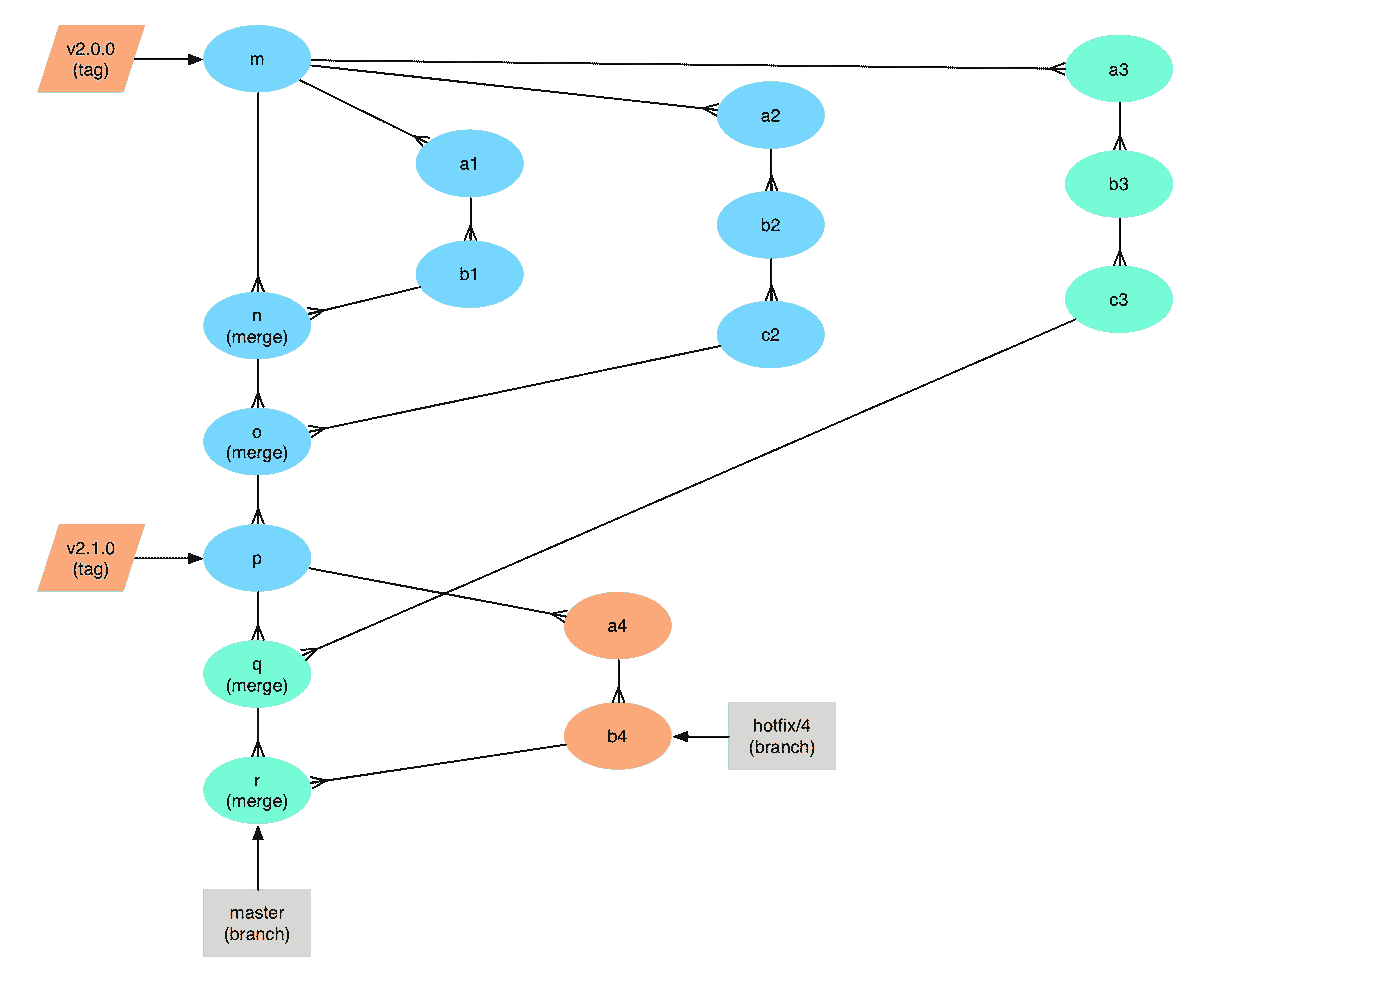 v2.0.0
(tag)
m
a3
a2
a1
b3
b2
b1
c3
n
(merge)
c2
o
(merge)
v2.1.0
(tag)
p
a4
q
(merge)
b4
hotfix/4
(branch)
r
(merge)
master
(branch)